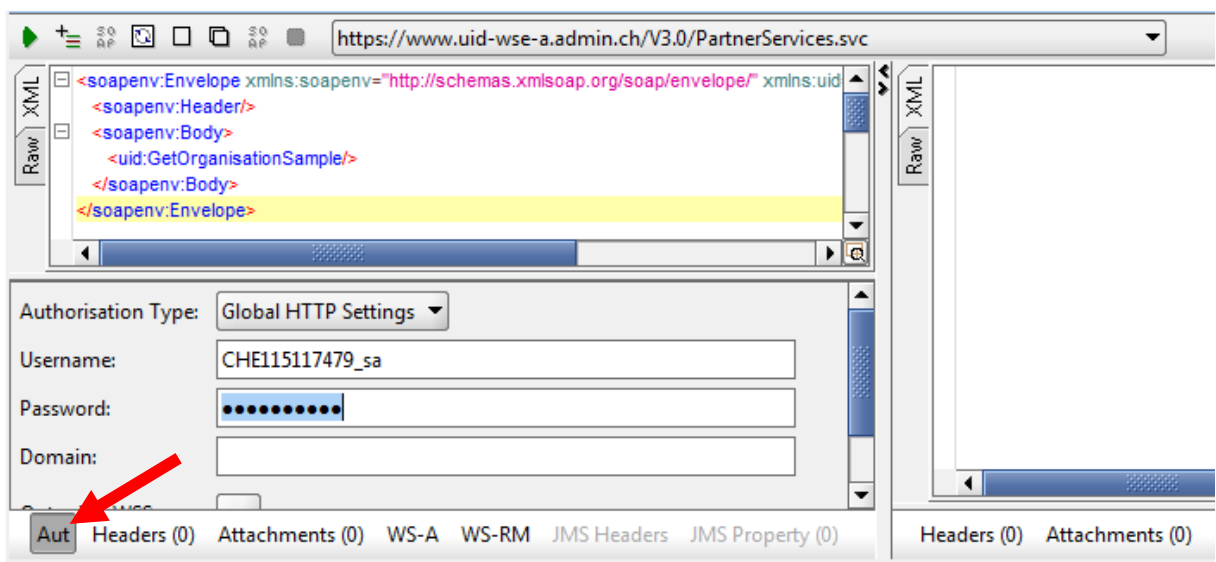 https://www.uid-wse-a.admin.ch/V3.0/PartnerServices.svc
XML
Raw
<soapenv:Envelope xmlns:soapenv="http://schemas.xmlsoap.org/soap/envelope/" xmlns:uid
<soapenv:Header/>
<soapenv:Body>
<uid:GetOrganisationSample/>
</soapenv:Body>
</soapenv:Envelope>
XML
Raw
Authorisation Type: Global HTTP Settings
Username: CHE115117479_sa
Password: ●●●●●●●●●●
Domain:
Aut Headers (0) Attachments (0) WS-A WS-RM JMS Headers JMS Property (0)
Headers (0) Attachments (0)